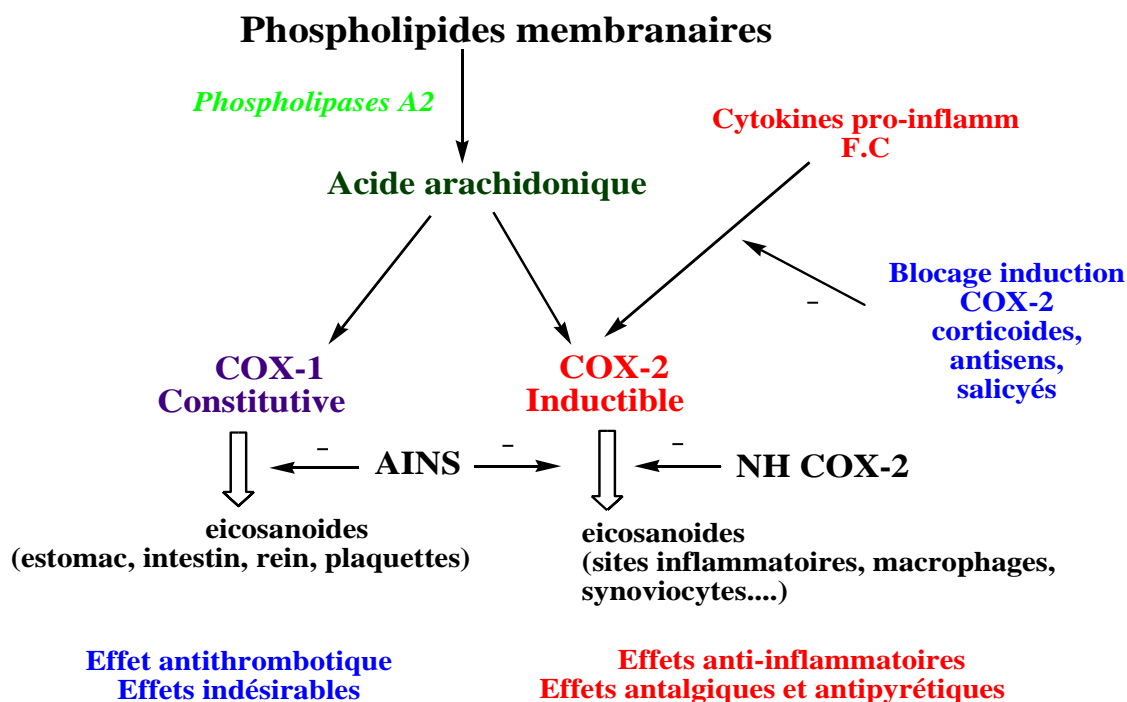 Phospholipides membranaires
Phospholipases A2
Cytokines pro-inflamm
F.C
Acide arachidonique
Blocage induction
COX-2
corticoides,
antisens,
salicyés
COX-1
Constitutive
COX-2
Inductible
–
AINS
–
–
NH COX-2
–
eicosanoides
(estomac, intestin, rein, plaquettes)
eicosanoides
(sites inflammatoires, macrophages,
synoviocytes....)
Effet antithrombotique
Effets indésirables
Effets anti-inflammatoires
Effets antalgiques et antipyrétiques